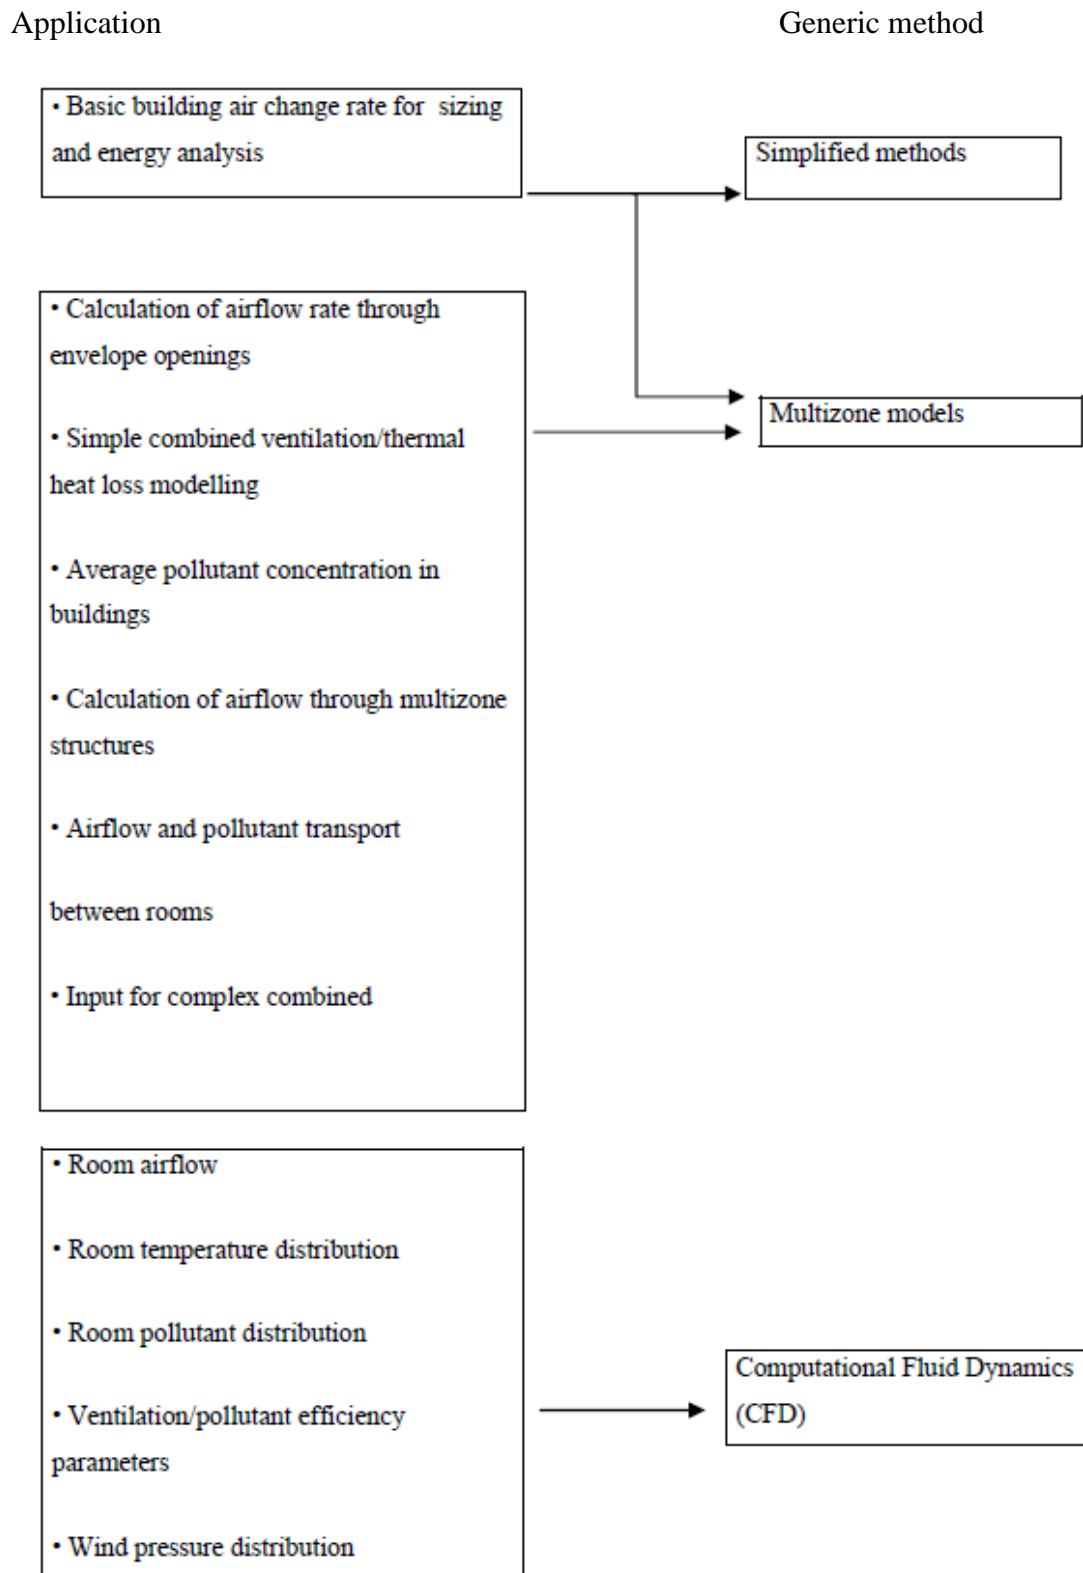 Application
Generic method
• Basic building air change rate for sizing
and energy analysis
Simplified methods
• Calculation of airflow rate through
envelope openings
• Simple combined ventilation/thermal
heat loss modelling
• Average pollutant concentration in
buildings
• Calculation of airflow through multizone
structures
• Airflow and pollutant transport
between rooms
• Input for complex combined
Multizone models
• Room airflow
• Room temperature distribution
• Room pollutant distribution
• Ventilation/pollutant efficiency
parameters
• Wind pressure distribution
Computational Fluid Dynamics
(CFD)